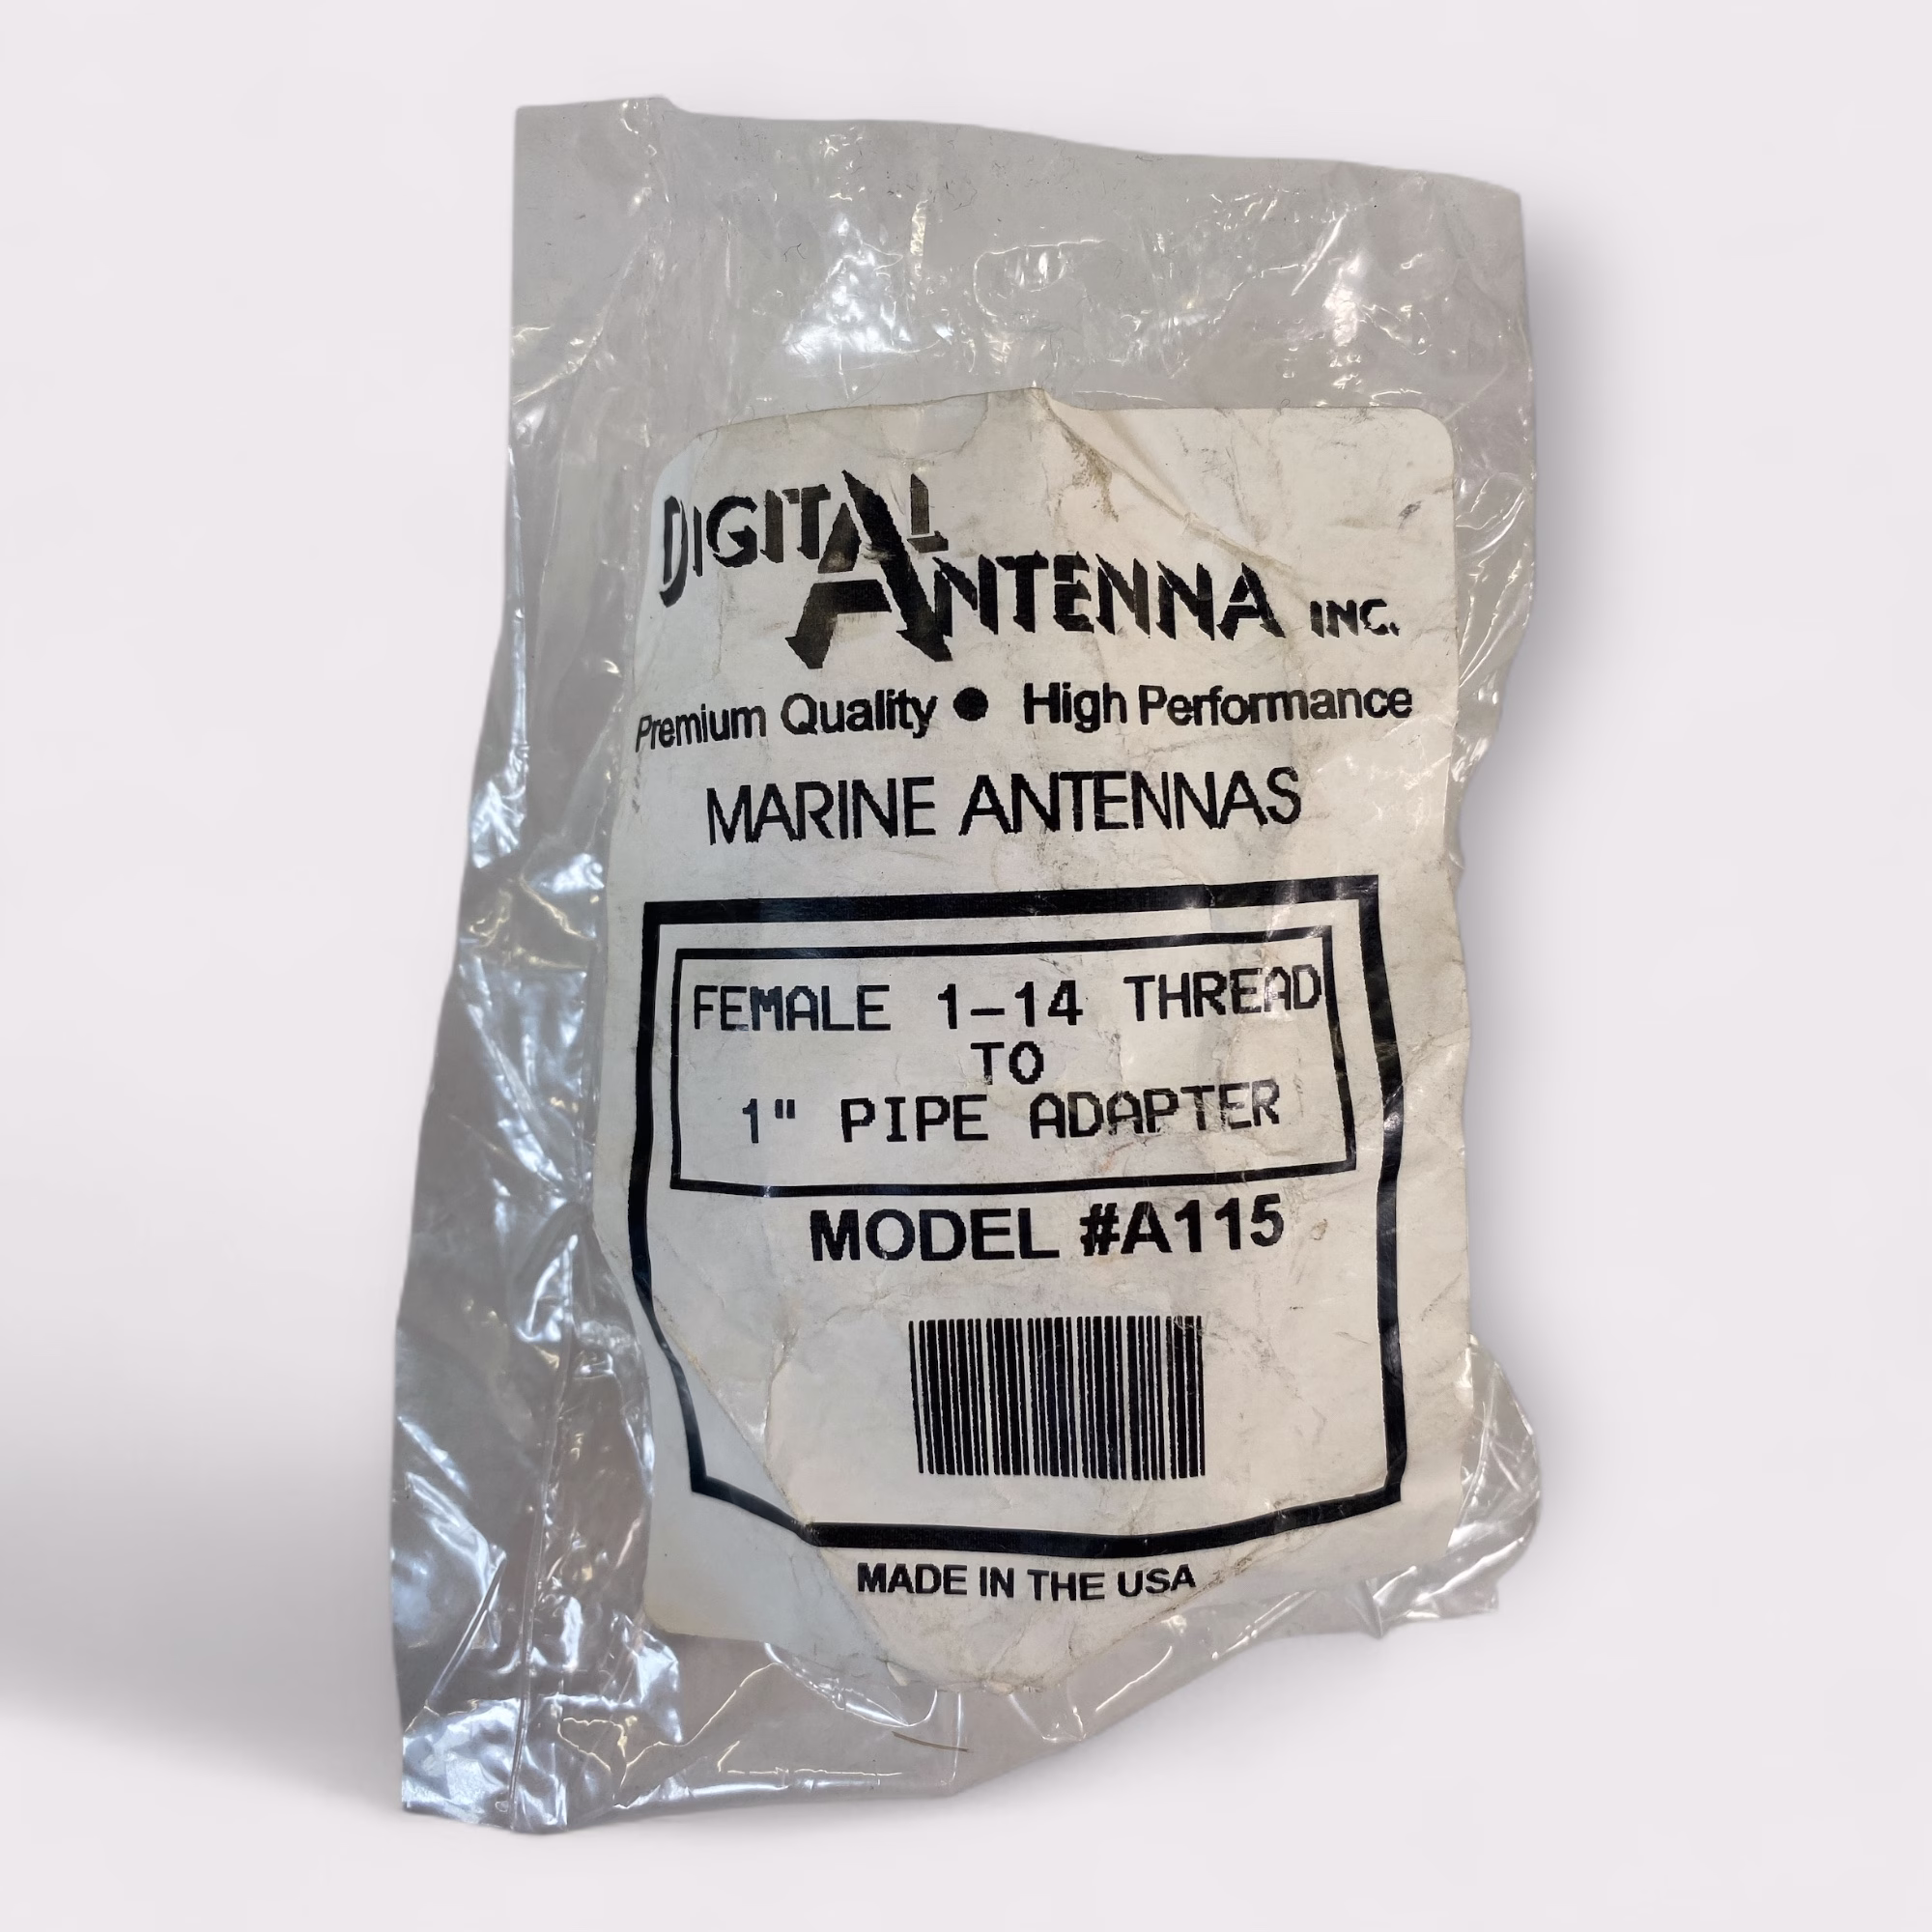 DIGITAL
ANTENNA INC.
Premium Quality ● High Performance
MARINE ANTENNAS
FEMALE 1-14 THREAD
TO
1" PIPE ADAPTER
MODEL #A115
MADE IN THE USA